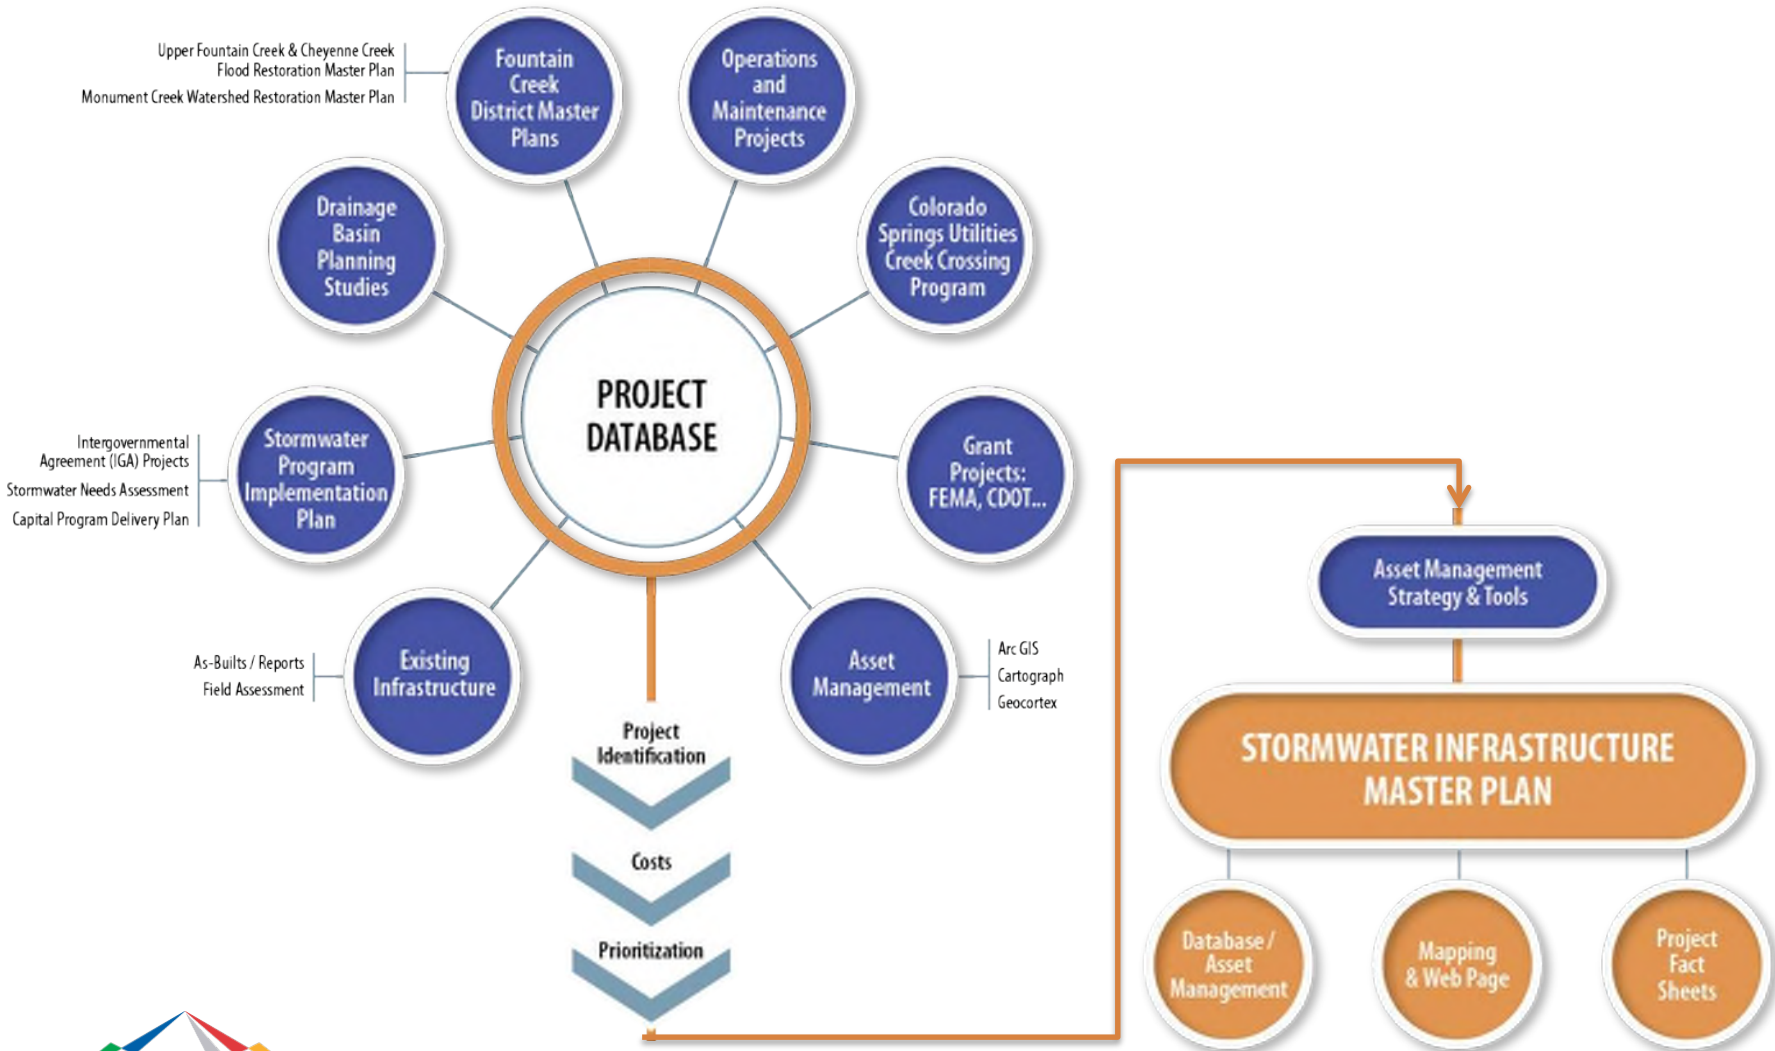 Upper Fountain Creek & Cheyenne Creek
Flood Restoration Master Plan
Monument Creek Watershed Restoration Master Plan
Fountain
Creek
District Master
Plans
Operations
and
Maintenance
Projects
Drainage
Basin
Planning
Studies
Colorado
Springs Utilities
Creek Crossing
Program
PROJECT
DATABASE
Intergovernmental
Agreement (IGA) Projects
Stormwater Needs Assessment
Capital Program Delivery Plan
Stormwater
Program
Implementation
Plan
Grant
Projects:
FEMA, CDOT...
As-Builts / Reports
Field Assessment
Existing
Infrastructure
Asset
Management
Arc GIS
Cartograph
Geocortex
Project
Identification
Costs
Prioritization
Asset Management
Strategy & Tools
STORMWATER INFRASTRUCTURE
MASTER PLAN
Database /
Asset
Management
Mapping
& Web Page
Project
Fact
Sheets